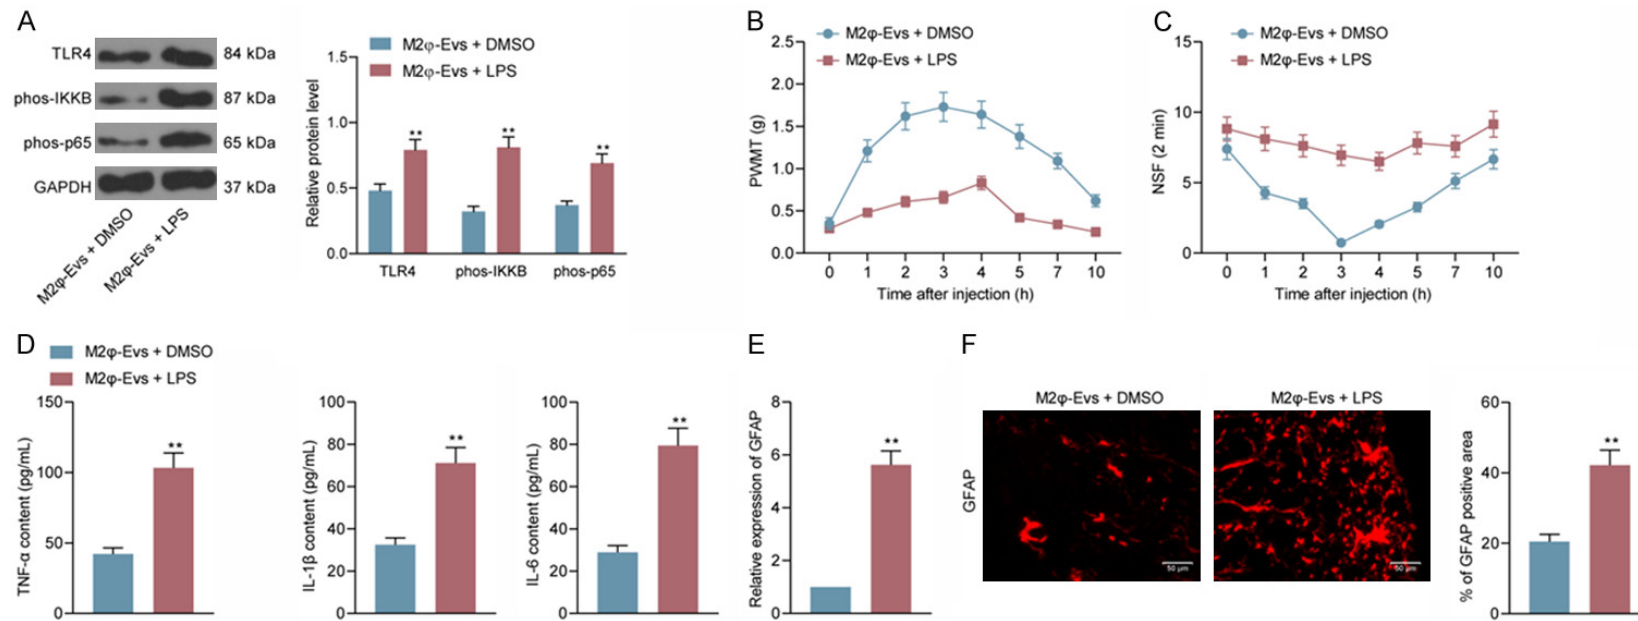 A
TLR4
84 kDa
phos-IKKB
87 kDa
phos-p65
65 kDa
GAPDH
37 kDa
M2φ-Evs + DMSO
M2φ-Evs + LPS
M2φ-Evs + DMSO
M2φ-Evs + LPS
Relative protein level
1.5
1.0
0.5
0.0
**
**
**
TLR4
phos-IKKB
phos-p65
B
M2φ-Evs + DMSO
M2φ-Evs + LPS
PWMT (g)
2.5
2.0
1.5
1.0
0.5
0.0
0 1 2 3 4 5 7 10
Time after injection (h)
C
M2φ-Evs + DMSO
M2φ-Evs + LPS
NSF (2 min)
15
10
5
0
0 1 2 3 4 5 7 10
Time after injection (h)
D
M2φ-Evs + DMSO
M2φ-Evs + LPS
TNF-α content (pg/mL)
150
100
50
0
**
IL-1β content (pg/mL)
100
80
60
40
20
0
**
IL-6 content (pg/mL)
100
80
60
40
20
0
**
E
Relative expression of GFAP
8
6
4
2
0
**
F
M2φ-Evs + DMSO
M2φ-Evs + LPS
GFAP
50 μm
50 μm
% of GFAP positive area
60
40
20
0
**